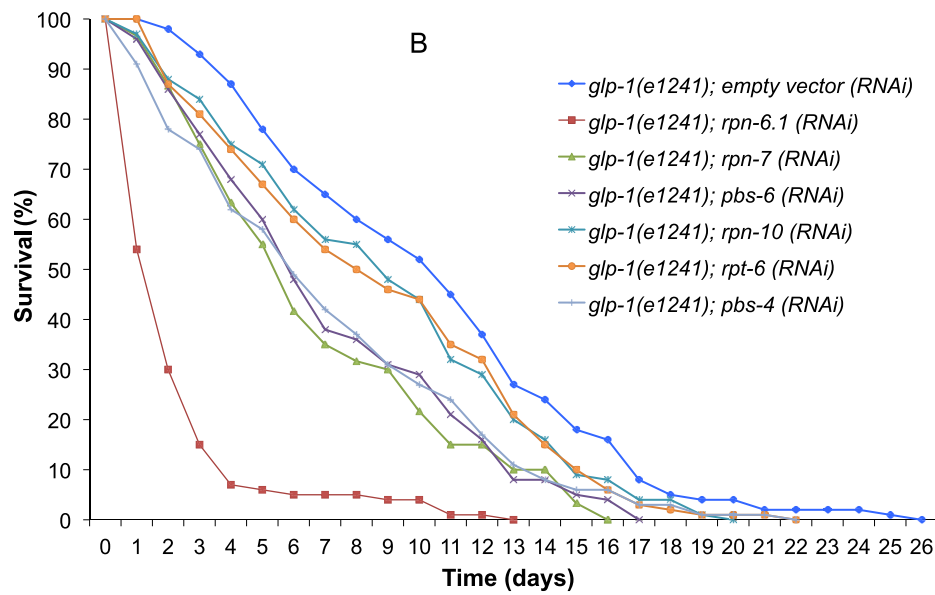 B
glp-1(e1241); empty vector (RNAi)
glp-1(e1241); rpn-6.1 (RNAi)
glp-1(e1241); rpn-7 (RNAi)
glp-1(e1241); pbs-6 (RNAi)
glp-1(e1241); rpn-10 (RNAi)
glp-1(e1241); rpt-6 (RNAi)
glp-1(e1241); pbs-4 (RNAi)
Survival (%)
100
90
80
70
60
50
40
30
20
10
0
0 1 2 3 4 5 6 7 8 9 10 11 12 13 14 15 16 17 18 19 20 21 22 23 24 25 26
Time (days)